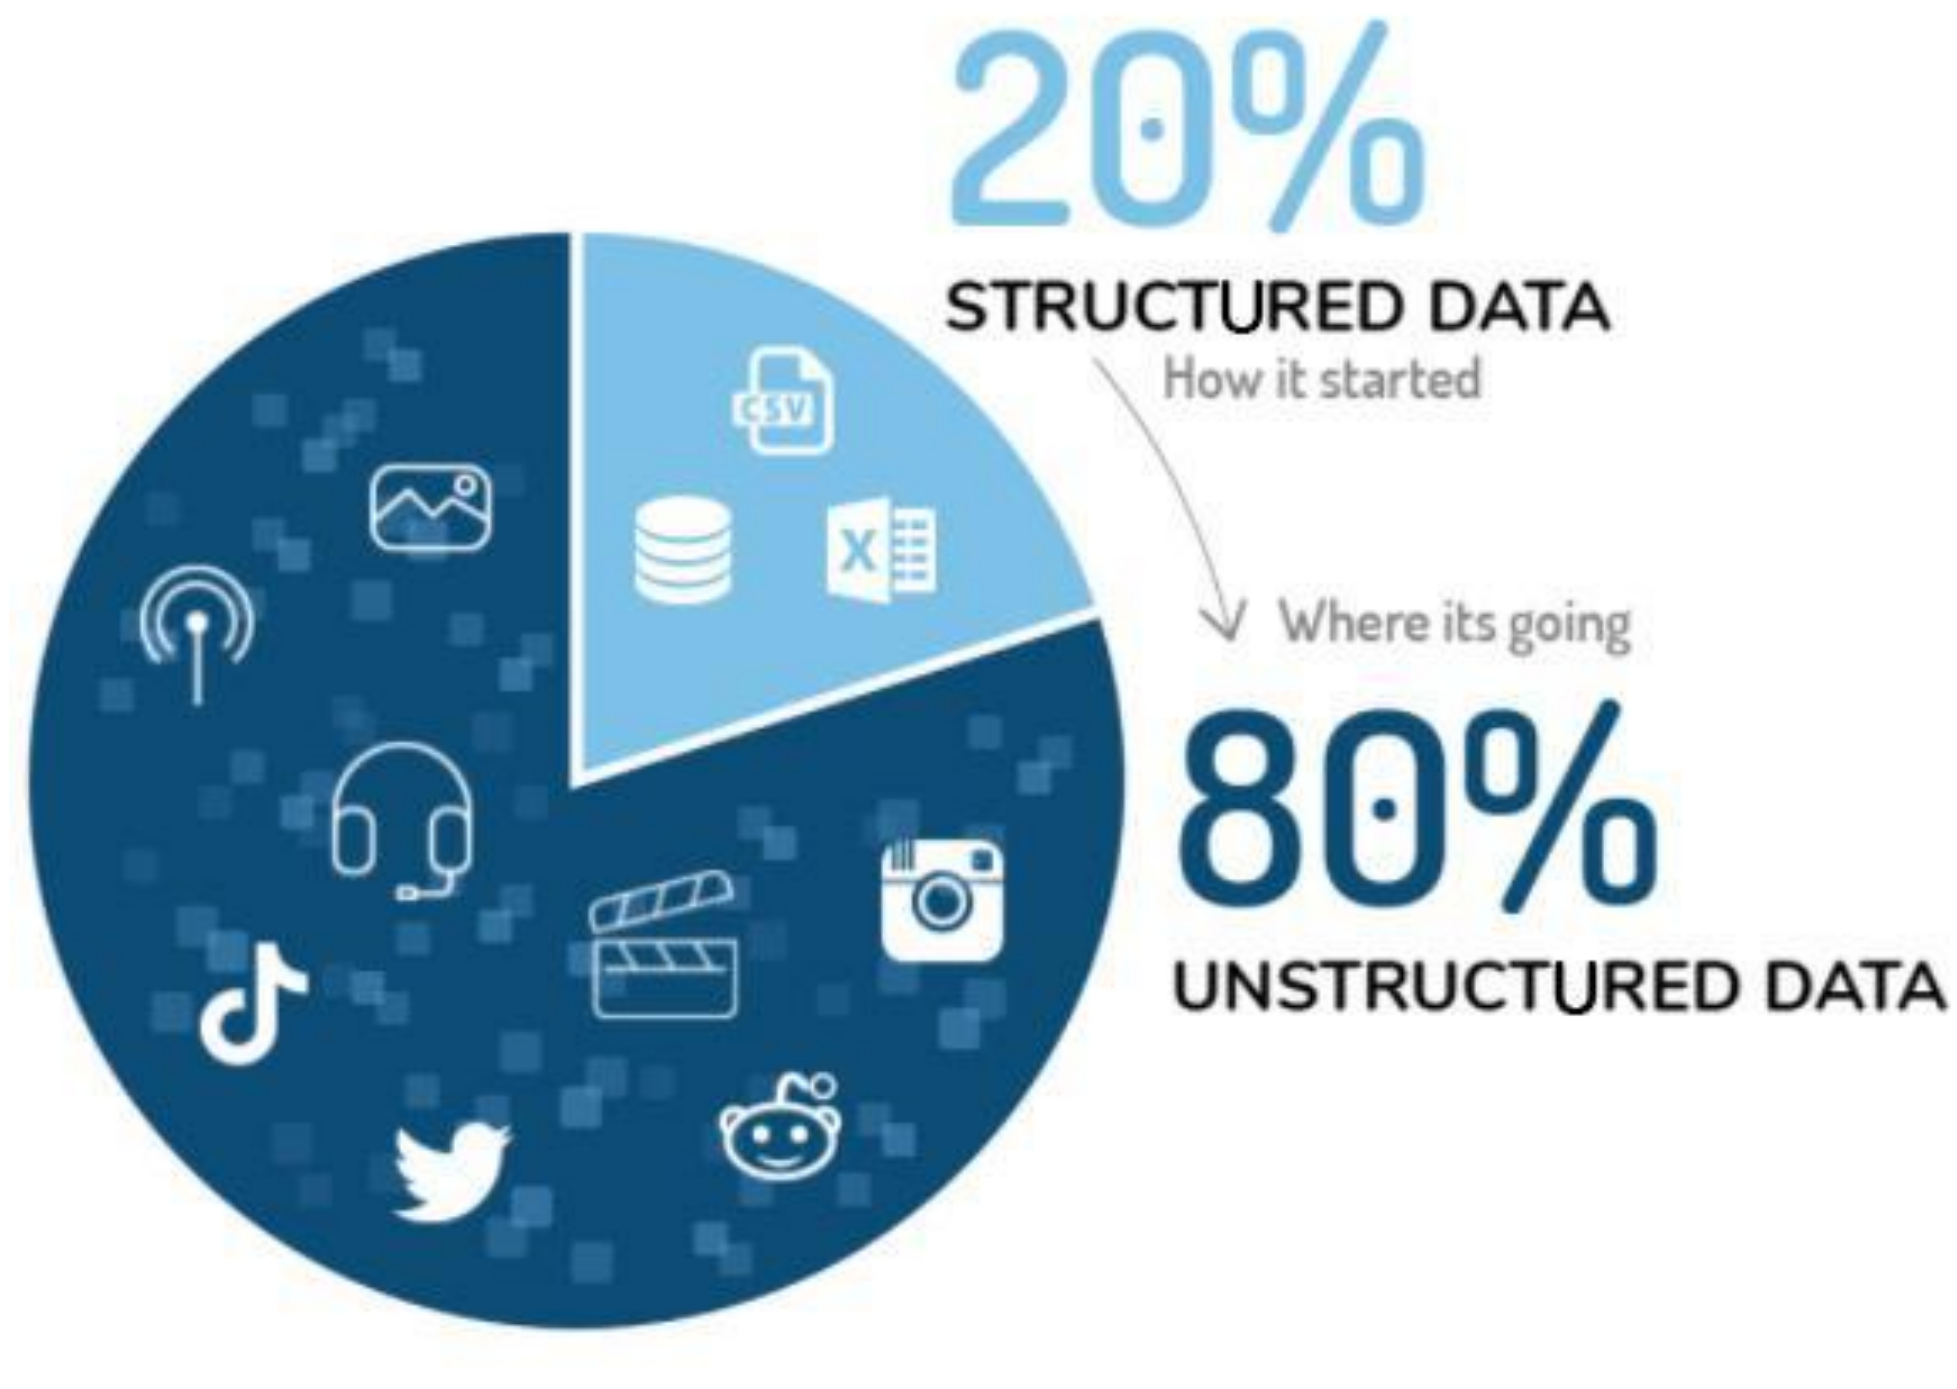 20%
STRUCTURED DATA
How it started
CSV
X
Where its going
80%
UNSTRUCTURED DATA